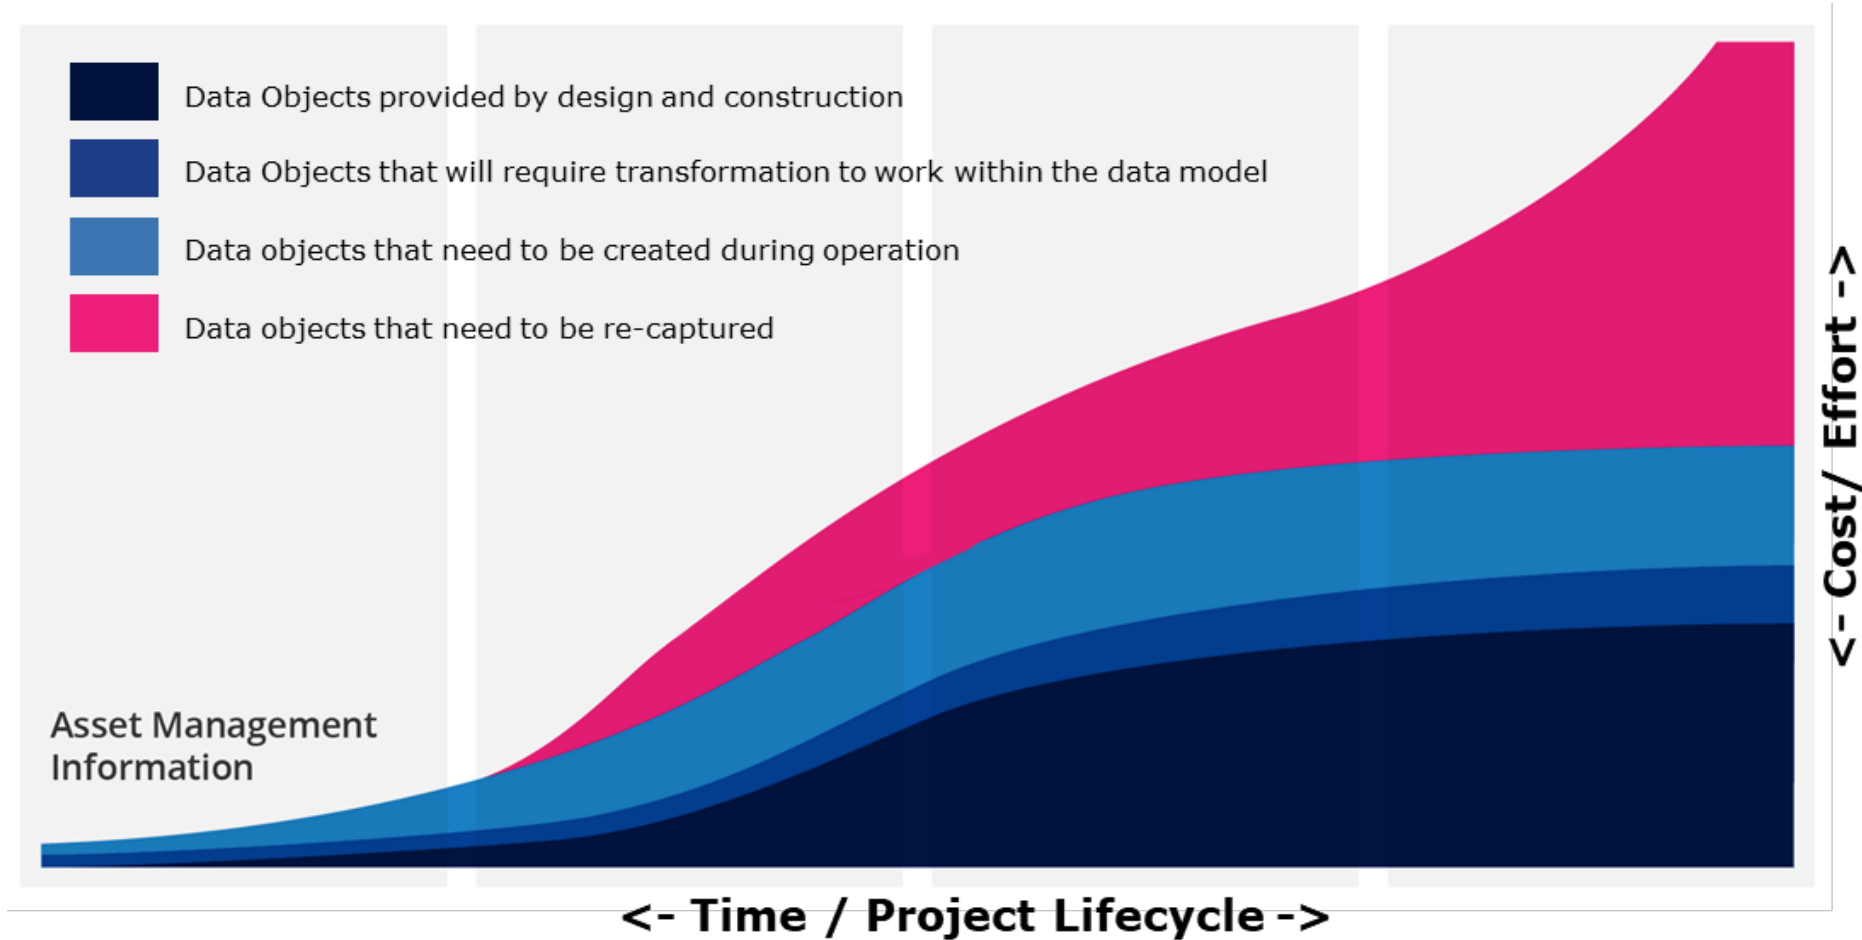 Data Objects provided by design and construction
Data Objects that will require transformation to work within the data model
Data objects that need to be created during operation
Data objects that need to be re-captured
Asset Management
Information
<- Cost/ Effort ->
<- Time / Project Lifecycle ->